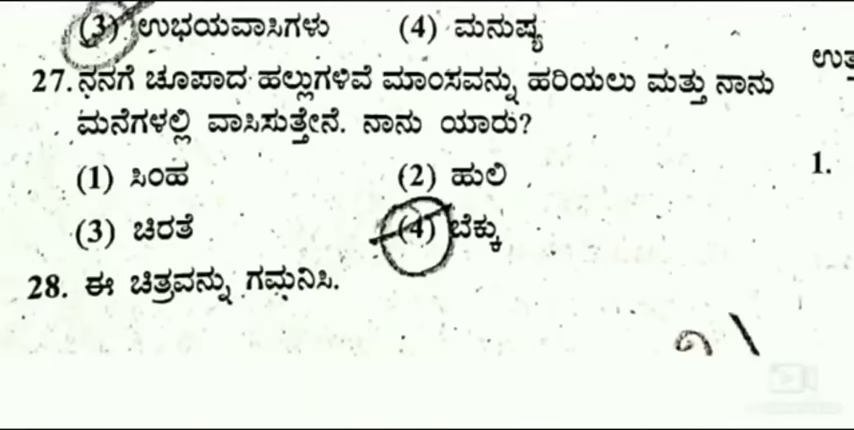 (3) ಉಭಯವಾಸಿಗಳು (4) ಮನುಷ್ಯ
27. ನನಗೆ ಚೂಪಾದ ಹಲ್ಲುಗಳಿವೆ ಮಾಂಸವನ್ನು ಹರಿಯಲು ಮತ್ತು ನಾನು
ಮನೆಗಳಲ್ಲಿ ವಾಸಿಸುತ್ತೇನೆ. ನಾನು ಯಾರು?
(1) ಸಿಂಹ (2) ಹುಲಿ
(3) ಚಿರತೆ (4) ಬೆಕ್ಕು
28. ಈ ಚಿತ್ರವನ್ನು ಗಮನಿಸಿ.
1.